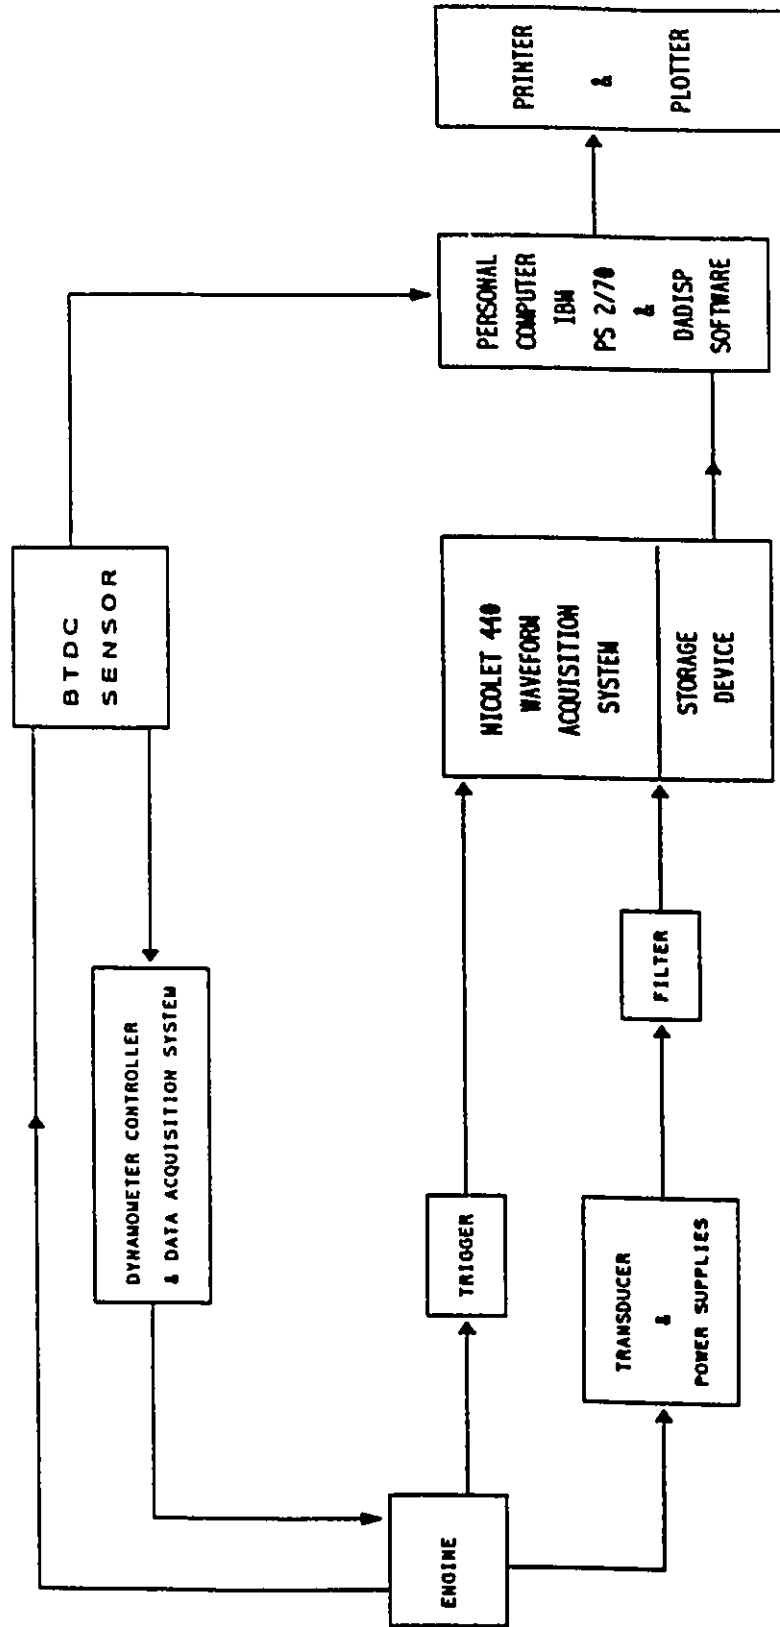 BTDC
SENSOR
DYNAMOMETER CONTROLLER
& DATA ACQUISITION SYSTEM
ENGINE
TRIGGER
TRANSDUCER
&
POWER SUPPLIES
FILTER
NICOLET 440
WAVEFORM
ACQUISITION
SYSTEM
STORAGE
DEVICE
PERSONAL
COMPUTER
IBM
PS 2/70
&
DADISP
SOFTWARE
PRINTER
&
PLOTTER